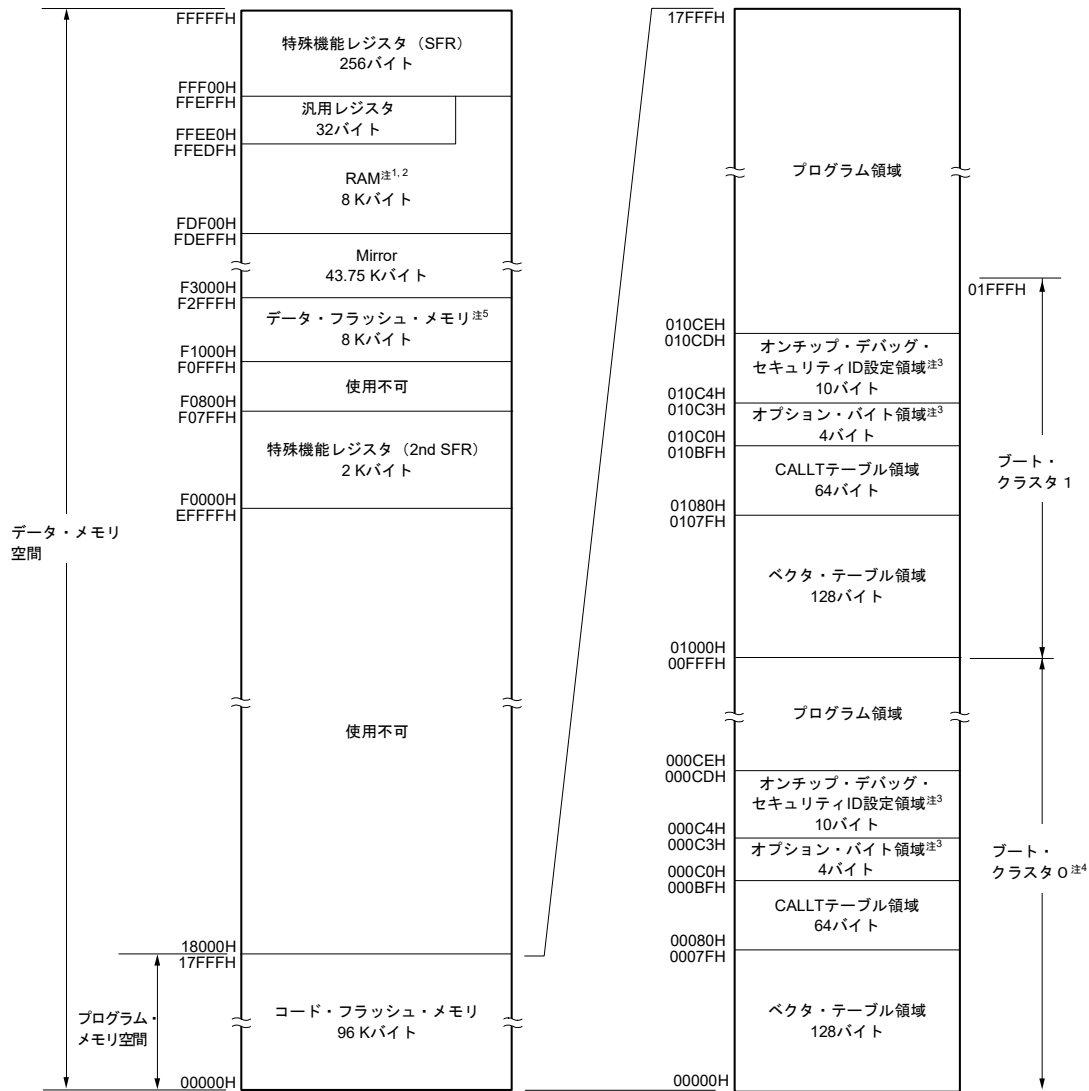 FFFFFH
特殊機能レジスタ（SFR）
256バイト
FFF00H
FFEFFH
汎用レジスタ
32バイト
FFEE0H
FFEDFH
RAM注1, 2
8 Kバイト
FDF00H
FDEFFH
Mirror
43.75 Kバイト
F3000H
F2FFFH
データ・フラッシュ・メモリ注5
8 Kバイト
F1000H
F0FFFH
使用不可
F0800H
F07FFH
特殊機能レジスタ（2nd SFR）
2 Kバイト
F0000H
EFFFFH
データ・メモリ
空間
使用不可
18000H
17FFFH
プログラム・
メモリ空間
コード・フラッシュ・メモリ
96 Kバイト
00000H
17FFFH
プログラム領域
01FFFH
010CEH
010CDH
オンチップ・デバッグ・
セキュリティID設定領域注3
10バイト
010C4H
010C3H
オプション・バイト領域注3
4バイト
010C0H
010BFH
CALLTテーブル領域
64バイト
ブート・
クラスタ1
01080H
0107FH
ベクタ・テーブル領域
128バイト
01000H
00FFFH
プログラム領域
000CEH
000CDH
オンチップ・デバッグ・
セキュリティID設定領域注3
10バイト
000C4H
000C3H
オプション・バイト領域注3
4バイト
000C0H
000BFH
ブート・
クラスタ0注4
CALLTテーブル領域
64バイト
00080H
0007FH
ベクタ・テーブル領域
128バイト
00000H